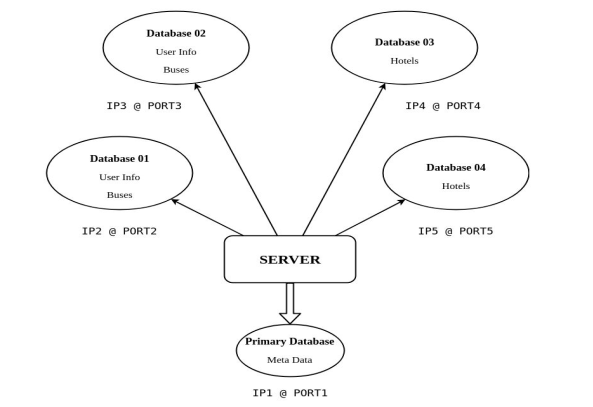 Database 02
User Info
Buses
IP3 @ PORT3
Database 03
Hotels
IP4 @ PORT4
Database 01
User Info
Buses
IP2 @ PORT2
Database 04
Hotels
IP5 @ PORT5
SERVER
Primary Database
Meta Data
IP1 @ PORT1